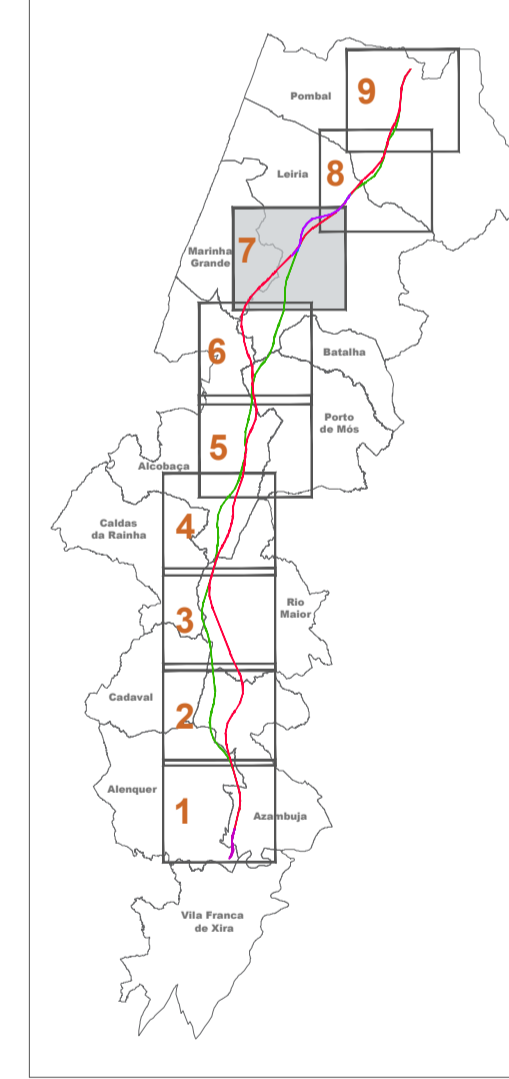 Pombal
9
Leiria
8
Marinha
Grande
7
6
Batalha
Porto
de Mós
5
Alcobaça
Caldas
da Rainha
4
Rio
Maior
3
Cadaval
2
Alenquer
1
Azambuja
Vila Franca
de Xira